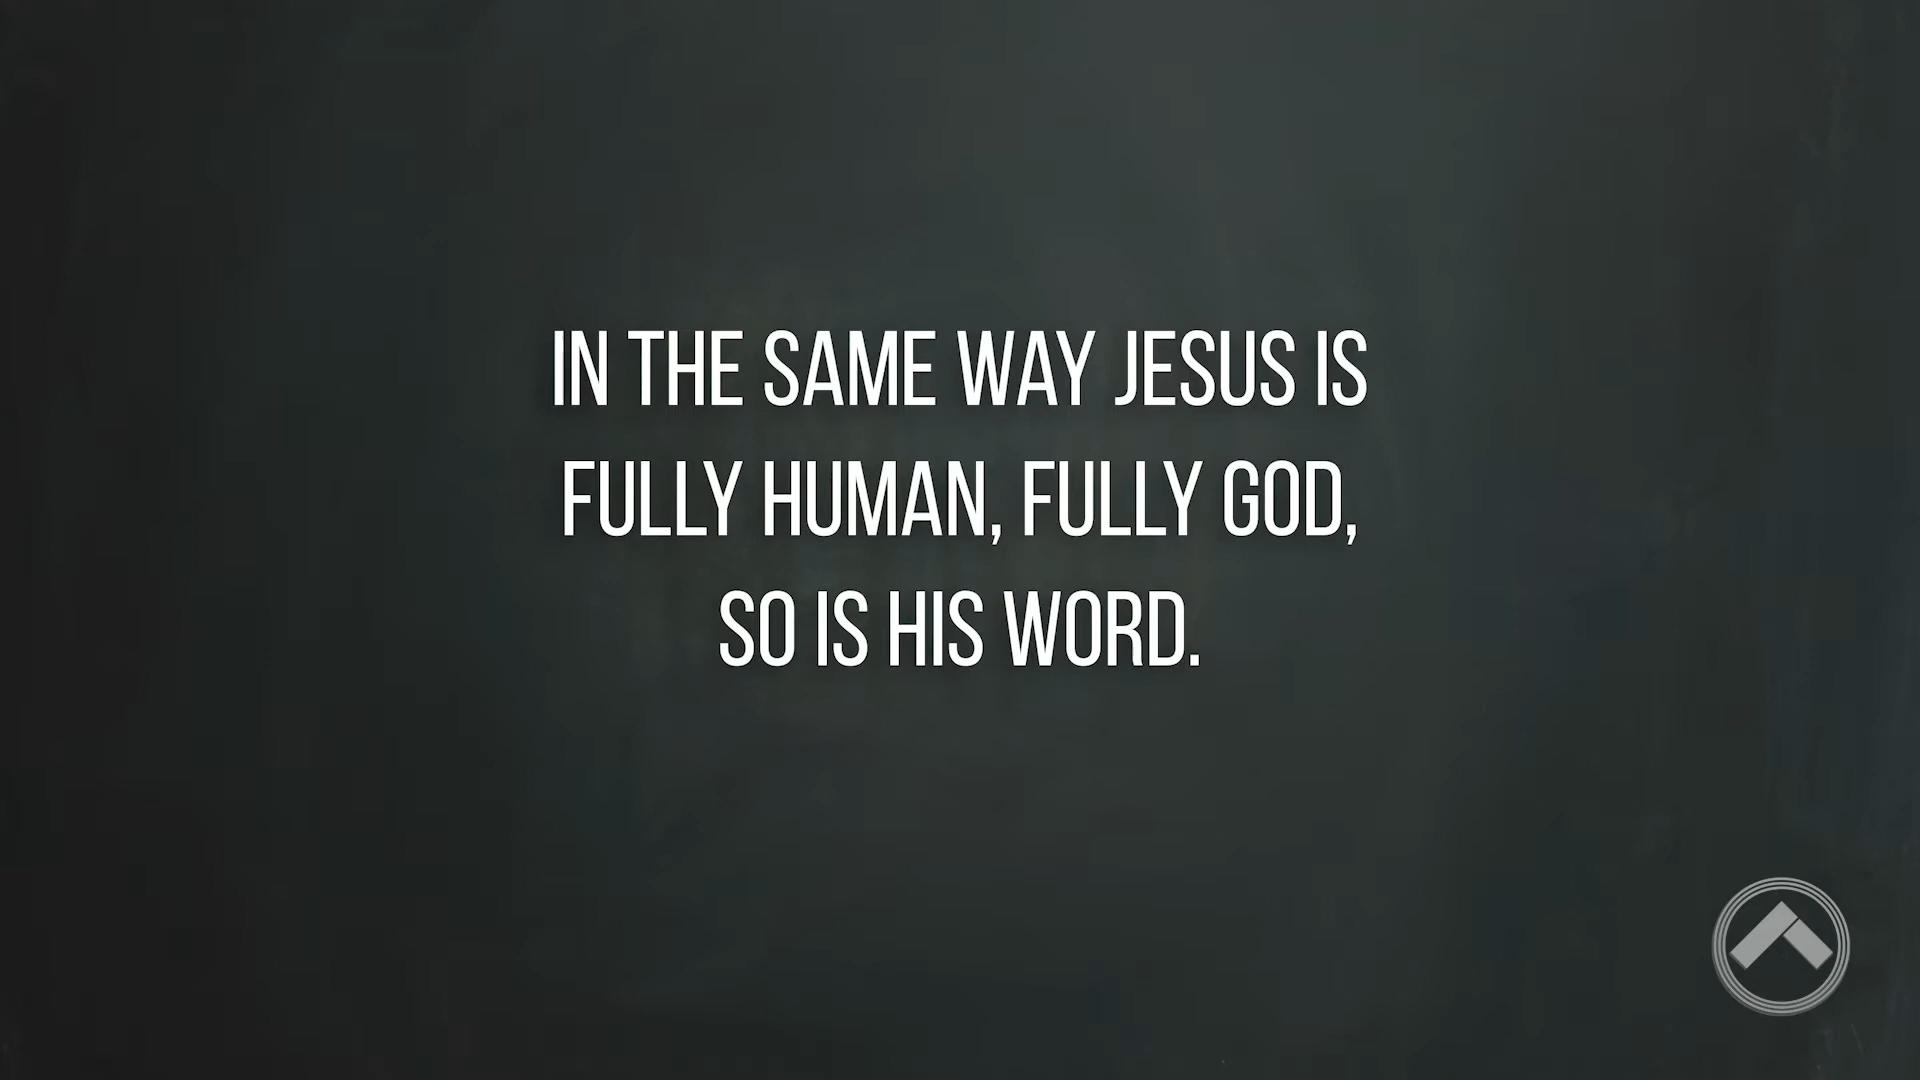 IN THE SAME WAY JESUS IS
FULLY HUMAN, FULLY GOD,
SO IS HIS WORD.